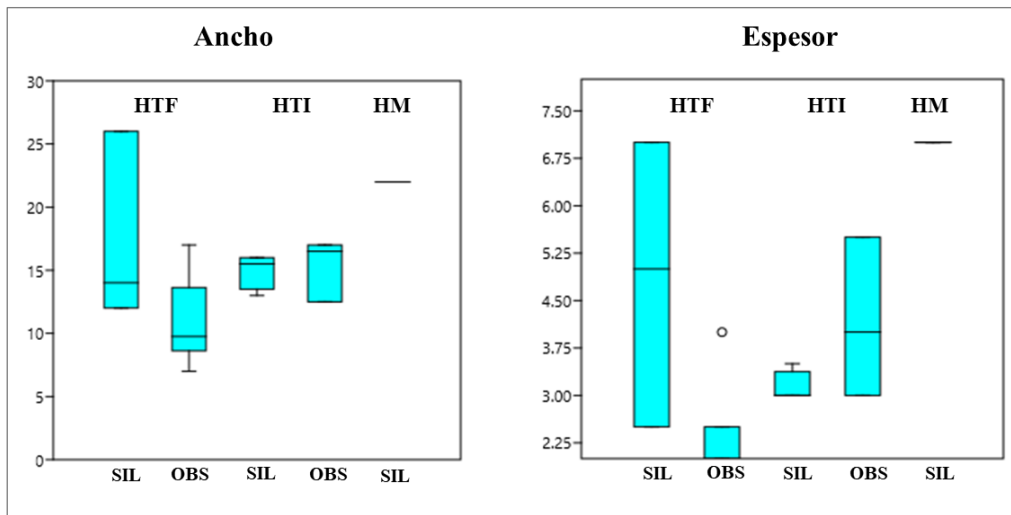 Ancho
30
25
20
15
10
5
0
HTF HTI HM
SIL OBS SIL OBS SIL
Espesor
7.50
6.75
6.00
5.25
4.50
3.75
3.00
2.25
HTF HTI HM
SIL OBS SIL OBS SIL